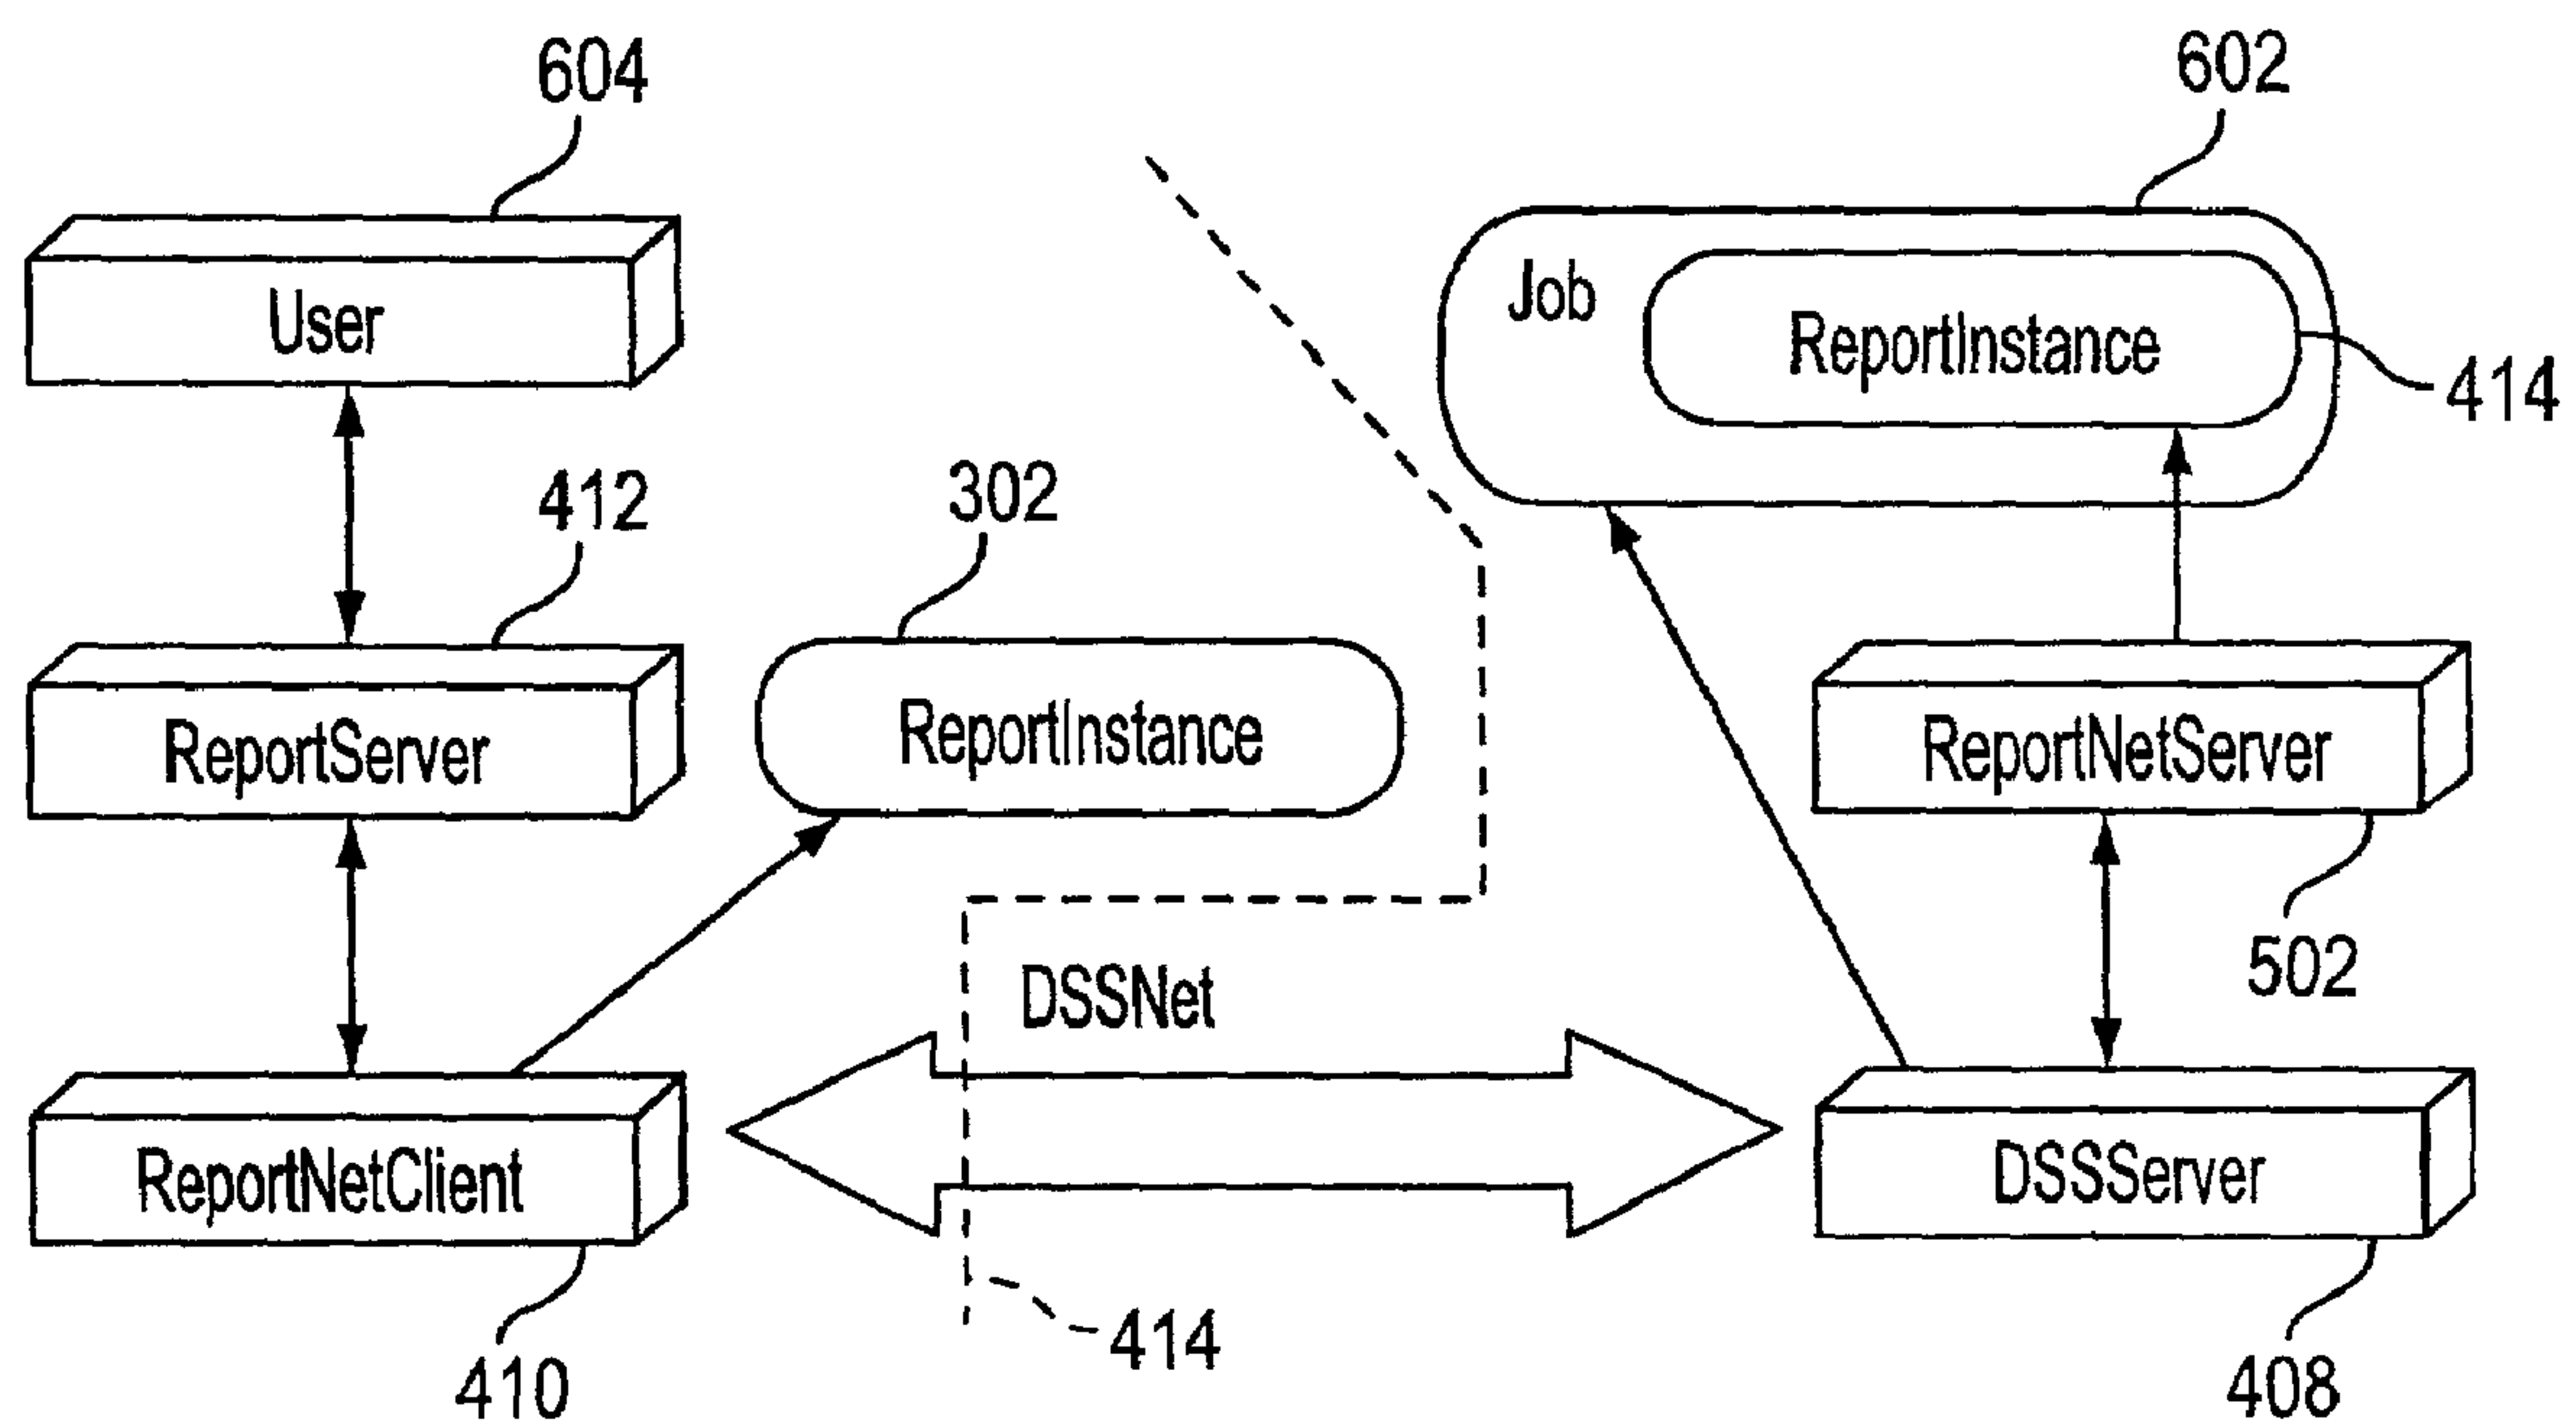 604
602
User
Job
ReportInstance
414
412
302
ReportServer
ReportInstance
ReportNetServer
502
DSSNet
ReportNetClient
DSSServer
410
414
408